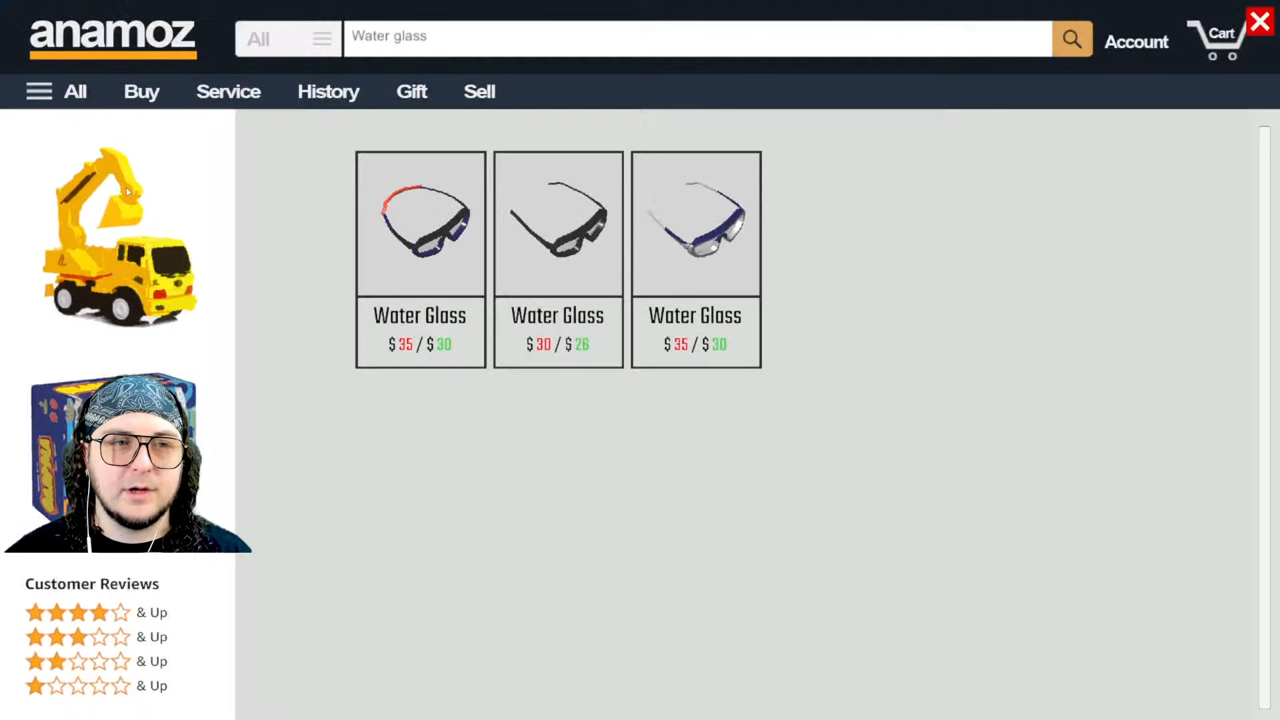 anamoz
All
Water glass
Account
Cart
All Buy Service History Gift Sell
Water Glass Water Glass Water Glass
$ 35 / $ 30 $ 30 / $ 26 $ 35 / $ 30
Customer Reviews
& Up
& Up
& Up
& Up